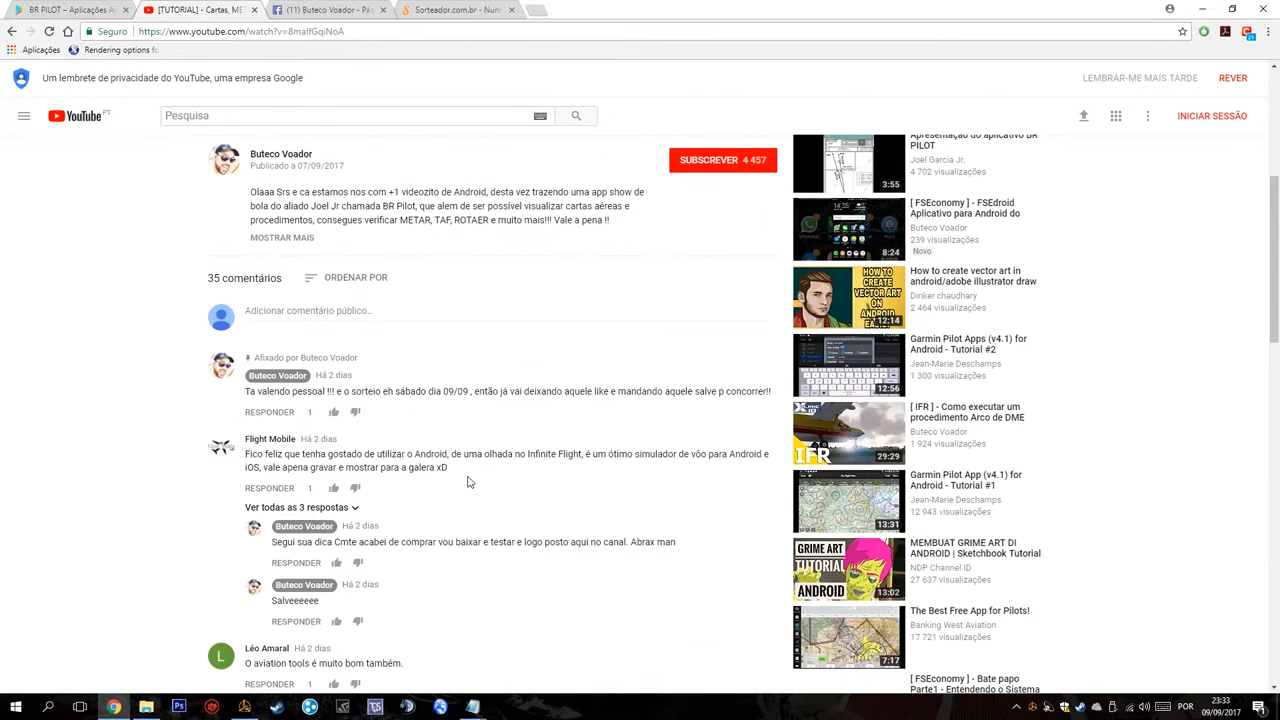 BR PILOT – Aplicações A
[TUTORIAL] - Cartas, MET
(11) Buteco Voador - Pág
Sorteador.com.br - Nún
Seguro
https://www.youtube.com/watch?v=8maIfGqiNoA
Aplicações
Rendering options fo
Um lembrete de privacidade do YouTube, uma empresa Google
LEMBRAR-ME MAIS TARDE
REVER
YouTube PT
Pesquisa
INICIAR SESSÃO
Buteco Voador
Publicado a 07/09/2017
SUBSCREVER 4 457
Olaaa Srs e ca estamos nos com +1 videozito de Android, desta vez trazendo uma app show de
bola do aliado Joel Jr chamada BR Pilot, que alem de ser possível visualizar cartas aéreas e
procedimentos, consegues verificar METAR, TAF, ROTAER e muito mais!!! Vale a pena !!
MOSTRAR MAIS
35 comentários
ORDENAR POR
Adicionar comentário público...
Afixado por Buteco Voador
Buteco Voador Há 2 dias
Ta valendo pessoal !!! e o sorteio sai sábado dia 09/09 , então já vai deixando aquele like e mandando aquele salve p concorrer!!
RESPONDER 1
Flight Mobile Há 2 dias
Fico feliz que tenha gostado de utilizar o Android, de uma olhada no Infinite Flight, é um ótimo simulador de vôo para Android e
iOS, vale apena gravar e mostrar para a galera xD
RESPONDER 1
Ver todas as 3 respostas
Buteco Voador Há 2 dias
Segui sua dica Cmte acabei de comprar vou baixar e testar e logo posto aqui no canal. Abrax man
RESPONDER
Buteco Voador Há 2 dias
Salveeeeee
RESPONDER
L
Léo Amaral Há 2 dias
O aviation tools é muito bom também.
RESPONDER 1
Apresentação do aplicativo BR
PILOT
Joel Garcia Jr.
4 702 visualizações
3:55
[ FSEconomy ] - FSEdroid
Aplicativo para Android do
Buteco Voador
239 visualizações
Novo
8:24
How to create vector art in
android/adobe illustrator draw
Dinker chaudhary
2 464 visualizações
HOW TO
CREATE
VECTOR ART
ON
ANDROID
EASILY
12:14
Garmin Pilot Apps (v4.1) for
Android - Tutorial #2
Jean-Marie Deschamps
1 300 visualizações
12:56
[ IFR ] - Como executar um
procedimento Arco de DME
Buteco Voador
1 924 visualizações
IFR
29:29
Garmin Pilot App (v4.1) for
Android - Tutorial #1
Jean-Marie Deschamps
12 943 visualizações
13:31
MEMBUAT GRIME ART DI
ANDROID | Sketchbook Tutorial
NDP Channel ID
27 637 visualizações
GRIME ART
TUTORIAL
ANDROID
13:02
The Best Free App for Pilots!
Banking West Aviation
17 721 visualizações
7:17
[ FSEconomy ] - Bate papo
Parte1 - Entendendo o Sistema
POR
23:33
09/09/2017